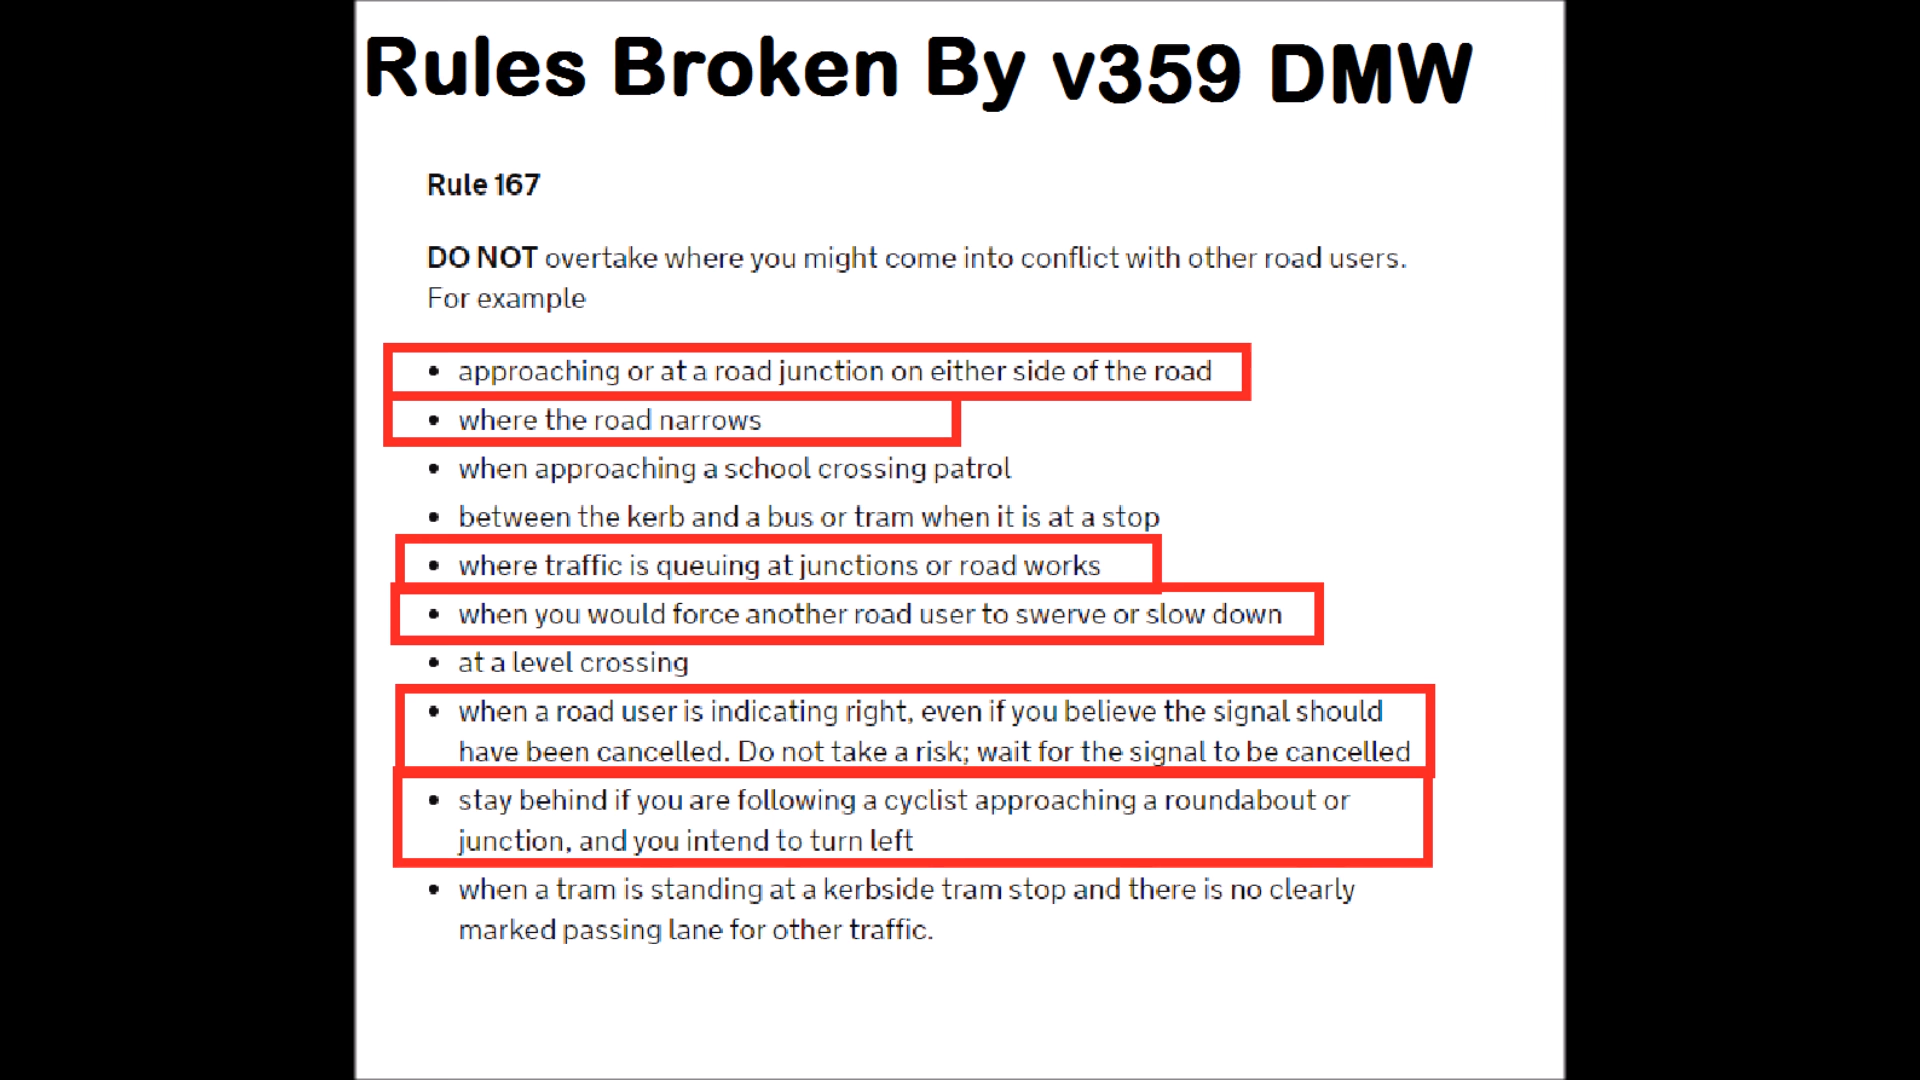 Rules Broken By v359 DMW
Rule 167
DO NOT overtake where you might come into conflict with other road users.
For example
• approaching or at a road junction on either side of the road
• where the road narrows
• when approaching a school crossing patrol
• between the kerb and a bus or tram when it is at a stop
• where traffic is queuing at junctions or road works
• when you would force another road user to swerve or slow down
• at a level crossing
• when a road user is indicating right, even if you believe the signal should
have been cancelled. Do not take a risk; wait for the signal to be cancelled
• stay behind if you are following a cyclist approaching a roundabout or
junction, and you intend to turn left
• when a tram is standing at a kerbside tram stop and there is no clearly
marked passing lane for other traffic.